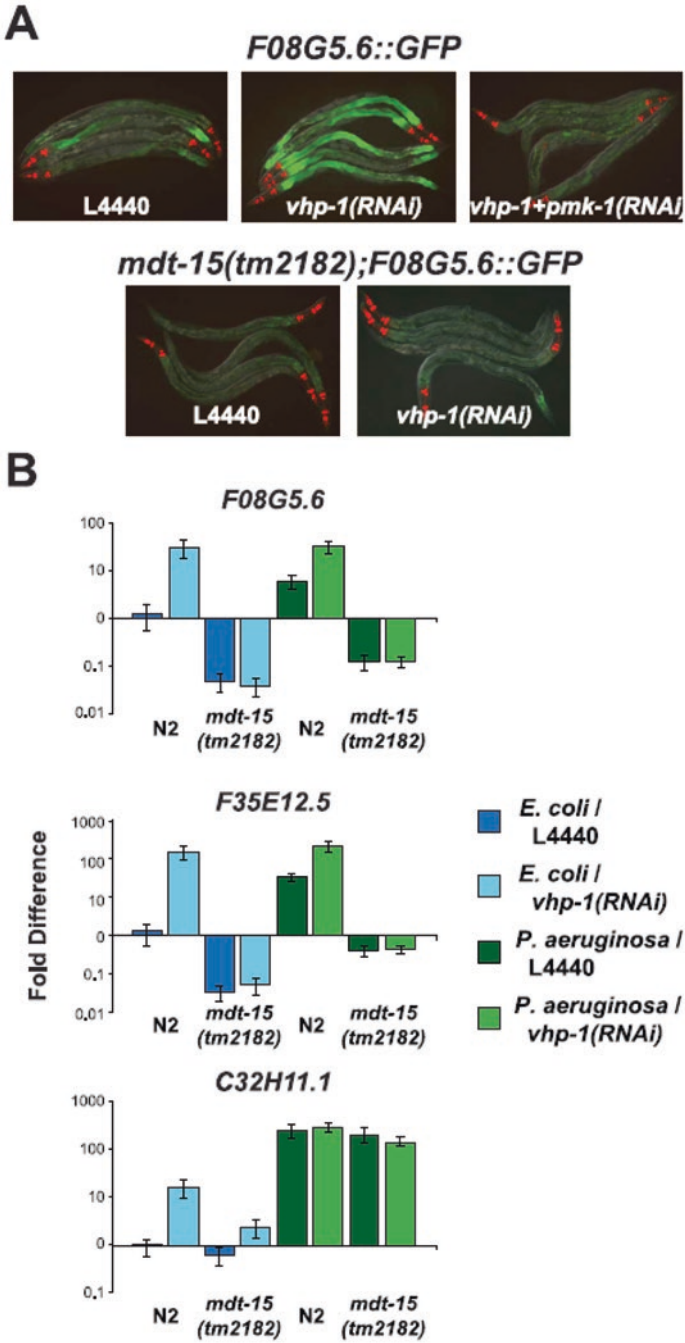 A
F08G5.6::GFP
L4440
vhp-1(RNAi)
vhp-1+pmk-1(RNAi)
mdt-15(tm2182);F08G5.6::GFP
L4440
vhp-1(RNAi)
B
F08G5.6
100
10
0
0.1
0.01
N2
mdt-15
(tm2182)
N2
mdt-15
(tm2182)
F35E12.5
1000
100
10
0
0.1
0.01
N2
mdt-15
(tm2182)
N2
mdt-15
(tm2182)
Fold Difference
E. coli /
L4440
E. coli /
vhp-1(RNAi)
P. aeruginosa /
L4440
P. aeruginosa /
vhp-1(RNAi)
C32H11.1
1000
100
10
0
0.1
N2
mdt-15
(tm2182)
N2
mdt-15
(tm2182)